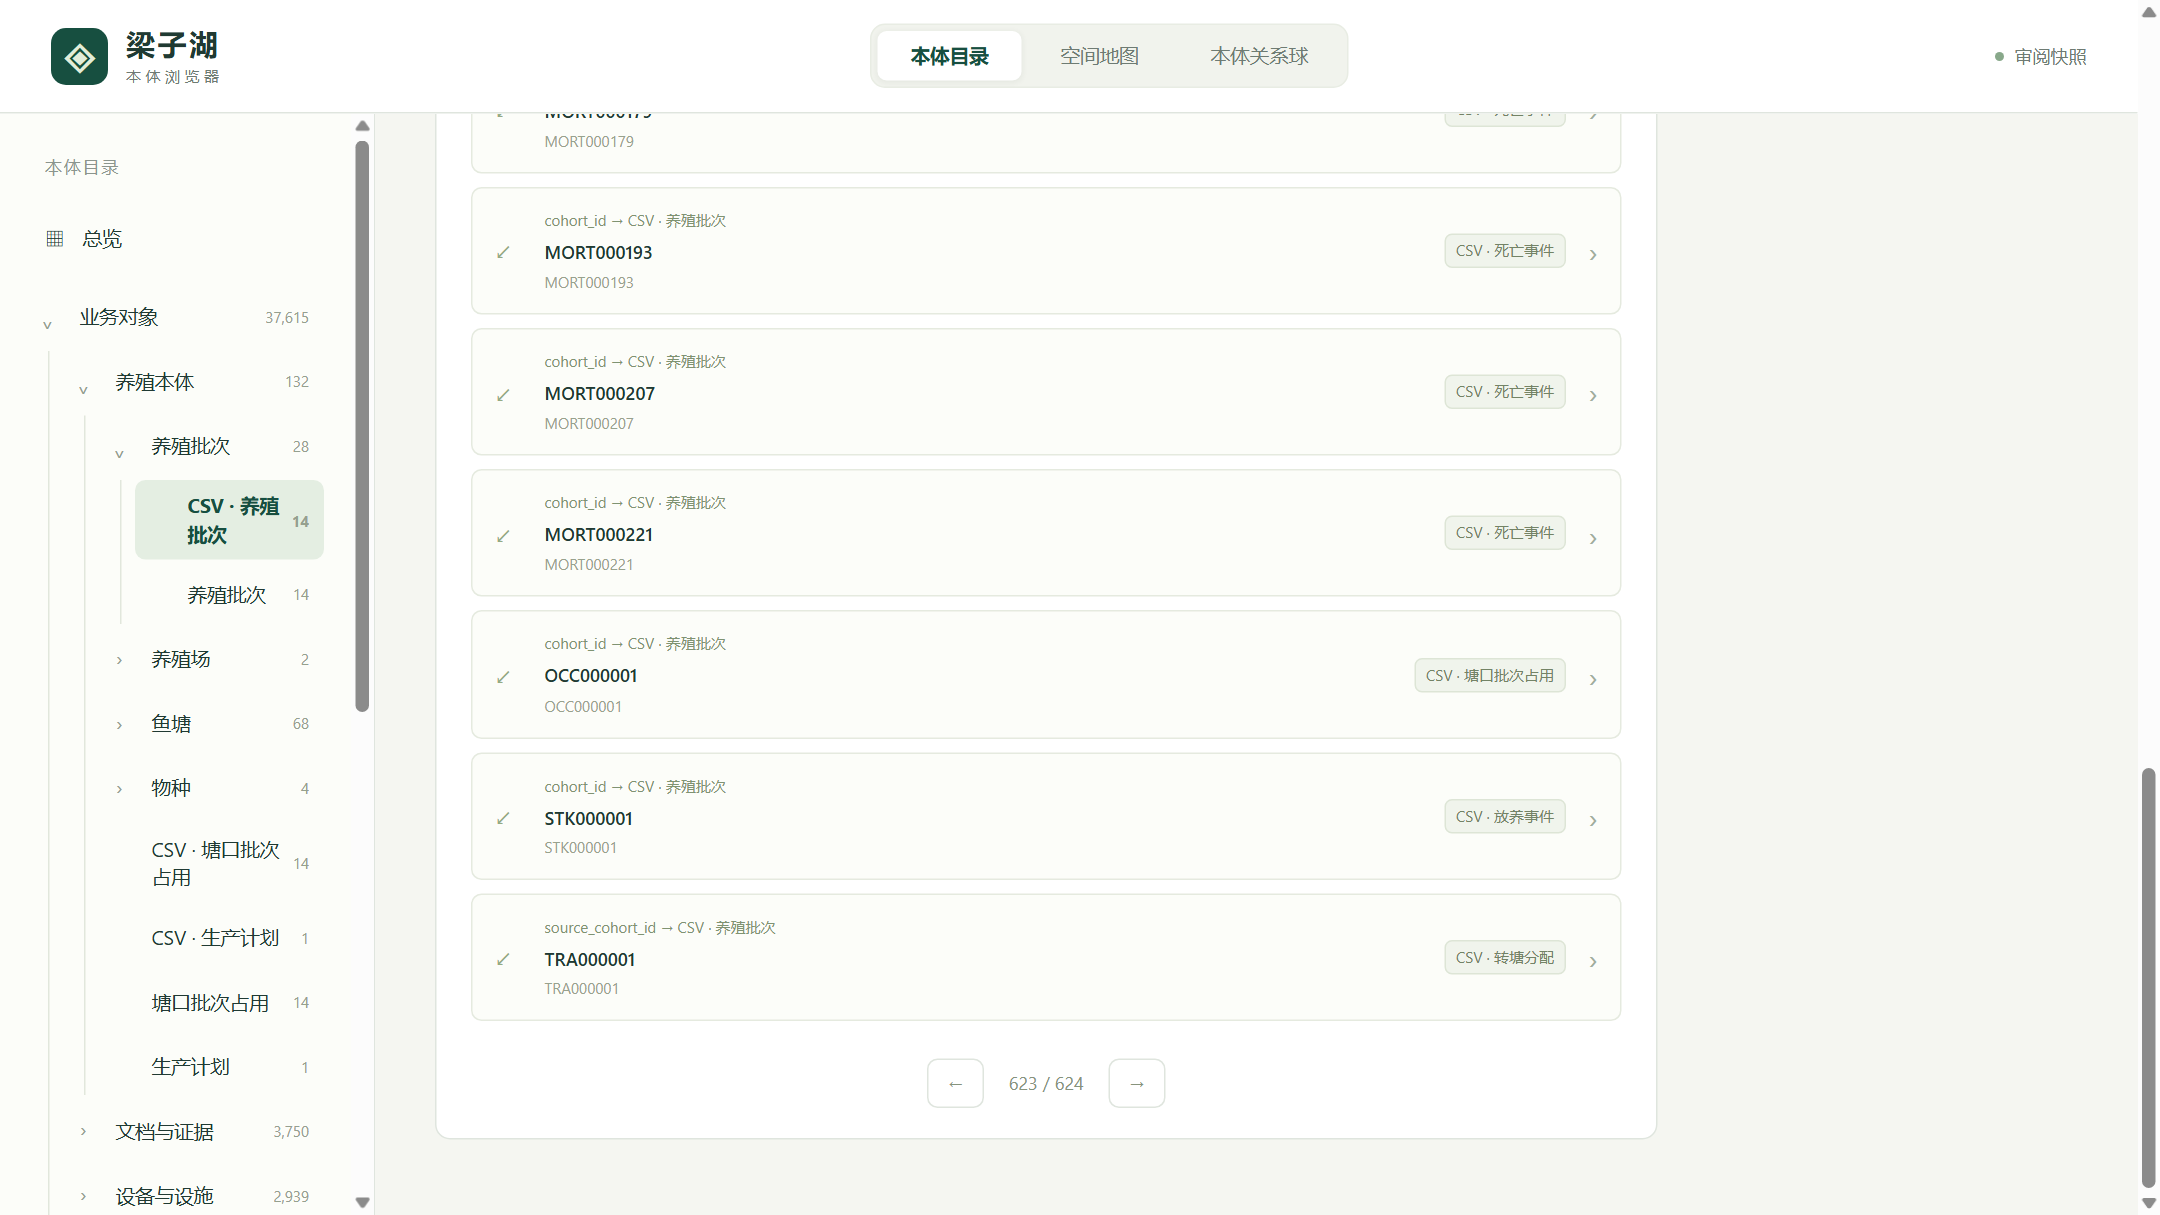 梁子湖
本体浏览器
本体目录
空间地图
本体关系球
审阅快照
本体目录
总览
业务对象 37,615
养殖本体 132
养殖批次 28
CSV · 养殖
批次 14
养殖批次 14
养殖场 2
鱼塘 68
物种 4
CSV · 塘口批次
占用 14
CSV · 生产计划 1
塘口批次占用 14
生产计划 1
文档与证据 3,750
设备与设施 2,939
MORT000179
MORT000179
CSV · 死亡事件
cohort_id → CSV · 养殖批次
MORT000193
MORT000193
CSV · 死亡事件
cohort_id → CSV · 养殖批次
MORT000207
MORT000207
CSV · 死亡事件
cohort_id → CSV · 养殖批次
MORT000221
MORT000221
CSV · 死亡事件
cohort_id → CSV · 养殖批次
OCC000001
OCC000001
CSV · 塘口批次占用
cohort_id → CSV · 养殖批次
STK000001
STK000001
CSV · 放养事件
source_cohort_id → CSV · 养殖批次
TRA000001
TRA000001
CSV · 转塘分配
← 623 / 624 →